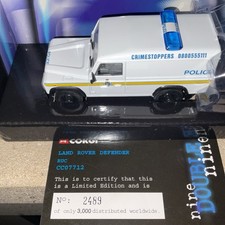 CRIMESTOPPERS 0800555111
POLICE
CORGI
LAND ROVER DEFENDER
CC07712
This is to certify that this
is a Limited Edition and is
No: 2489
of only 3,000 distributed worldwide.
nine DOUBLE nine